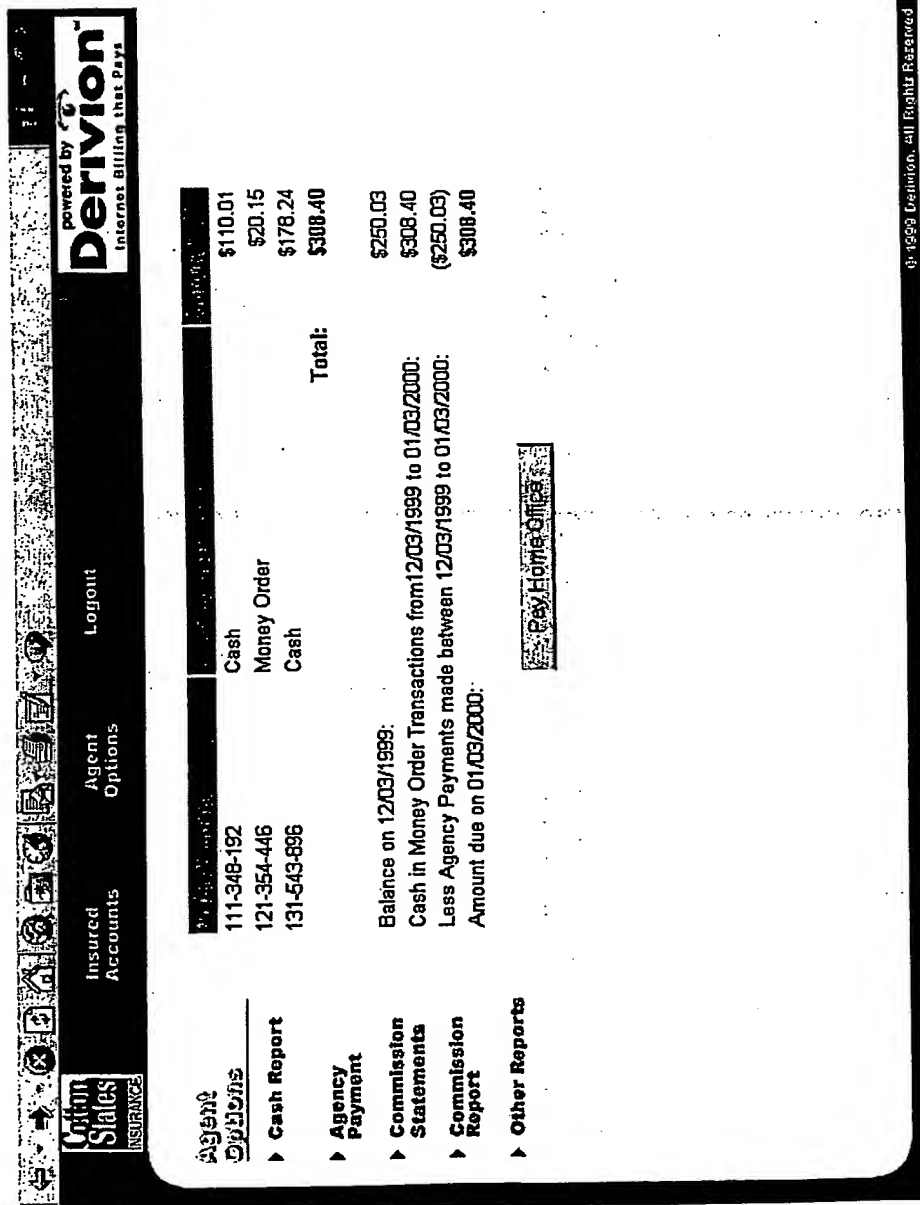 Cotton
States
INSURANCE
Insured
Accounts
Agent
Options
Logout
powered by
Derivion
Internet Billing that Pays
Agent
Options
Cash Report
Agency
Payment
Commission
Statements
Commission
Report
Other Reports
111-348-192 Cash $110.01
121-354-446 Money Order $20.15
131-543-896 Cash $178.24
Total: $308.40
Balance on 12/03/1999: $250.03
Cash in Money Order Transactions from12/03/1999 to 01/03/2000: $308.40
Less Agency Payments made between 12/03/1999 to 01/03/2000: ($250.03)
Amount due on 01/03/2000: $308.40
Pay Home Office
© 1999 Derivion, All Rights Reserved